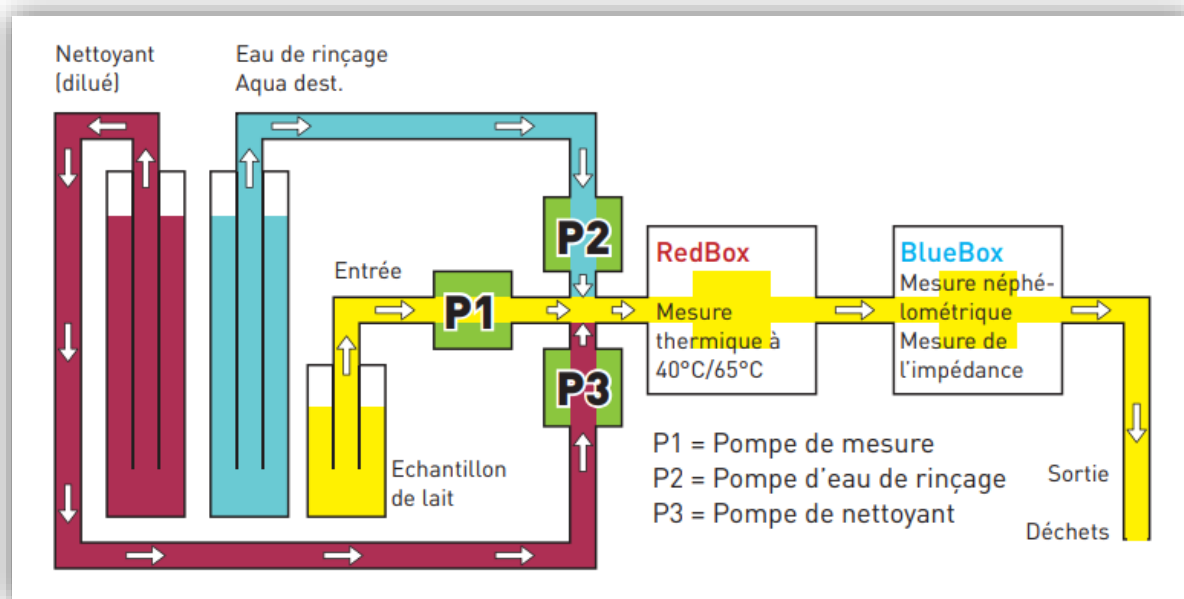 Nettoyant
(dilué)
Eau de rinçage
Aqua dest.
P2
RedBox
BlueBox
Mesure néphé-
lométrique
Mesure de
l'impédance
Entrée
P1
Mesure
thermique à
40°C/65°C
P3
Echantillon
de lait
P1 = Pompe de mesure
P2 = Pompe d'eau de rinçage
P3 = Pompe de nettoyant
Sortie
Déchets